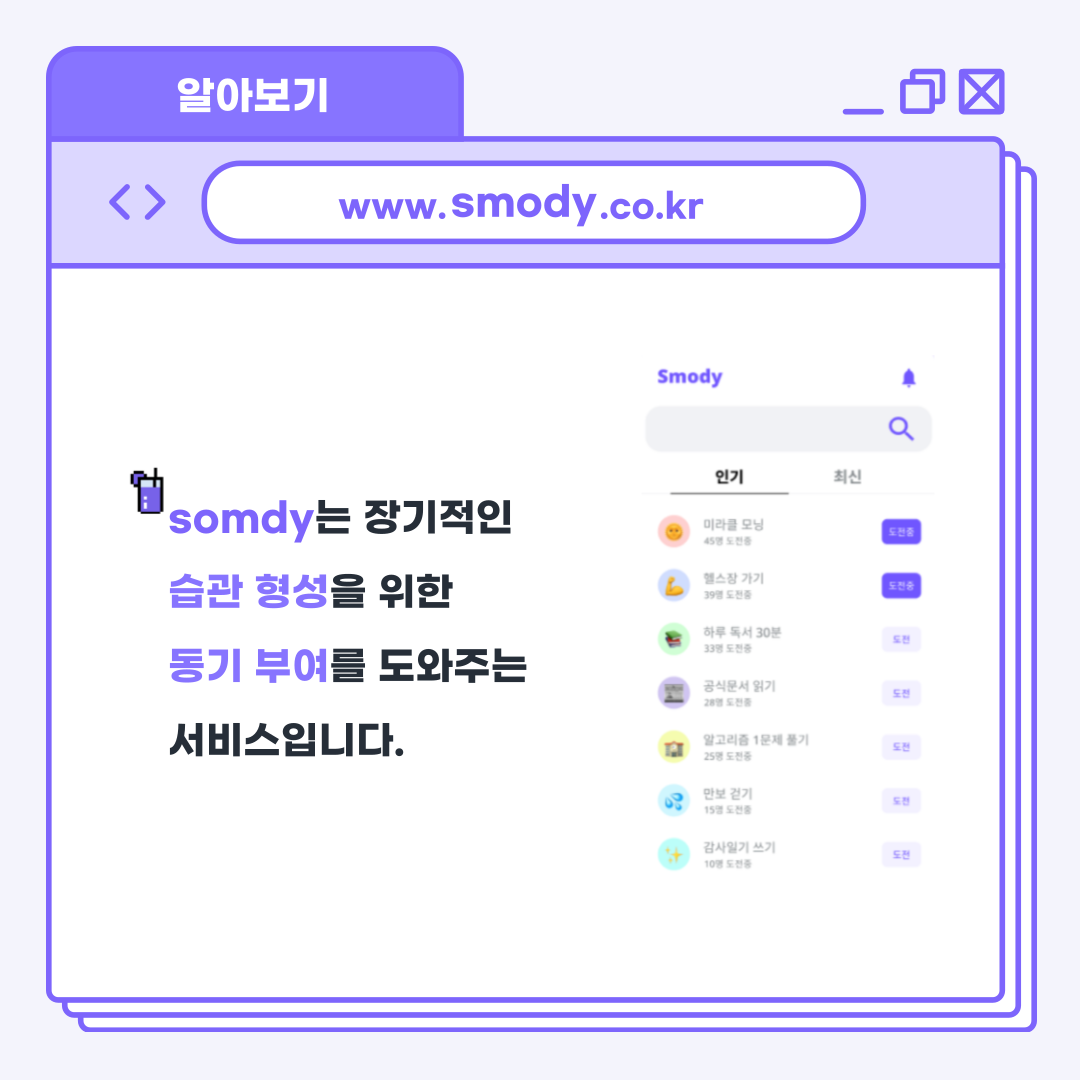 알아보기
www.smody.co.kr
somdy는 장기적인
습관 형성을 위한
동기 부여를 도와주는
서비스입니다.
Smody
인기 최신
미라클 모닝
45명 도전중
도전중
헬스장 가기
39명 도전중
도전중
하루 독서 30분
33명 도전중
도전
공식문서 읽기
28명 도전중
도전
알고리즘 1문제 풀기
25명 도전중
도전
만보 걷기
15명 도전중
도전
감사일기 쓰기
10명 도전중
도전